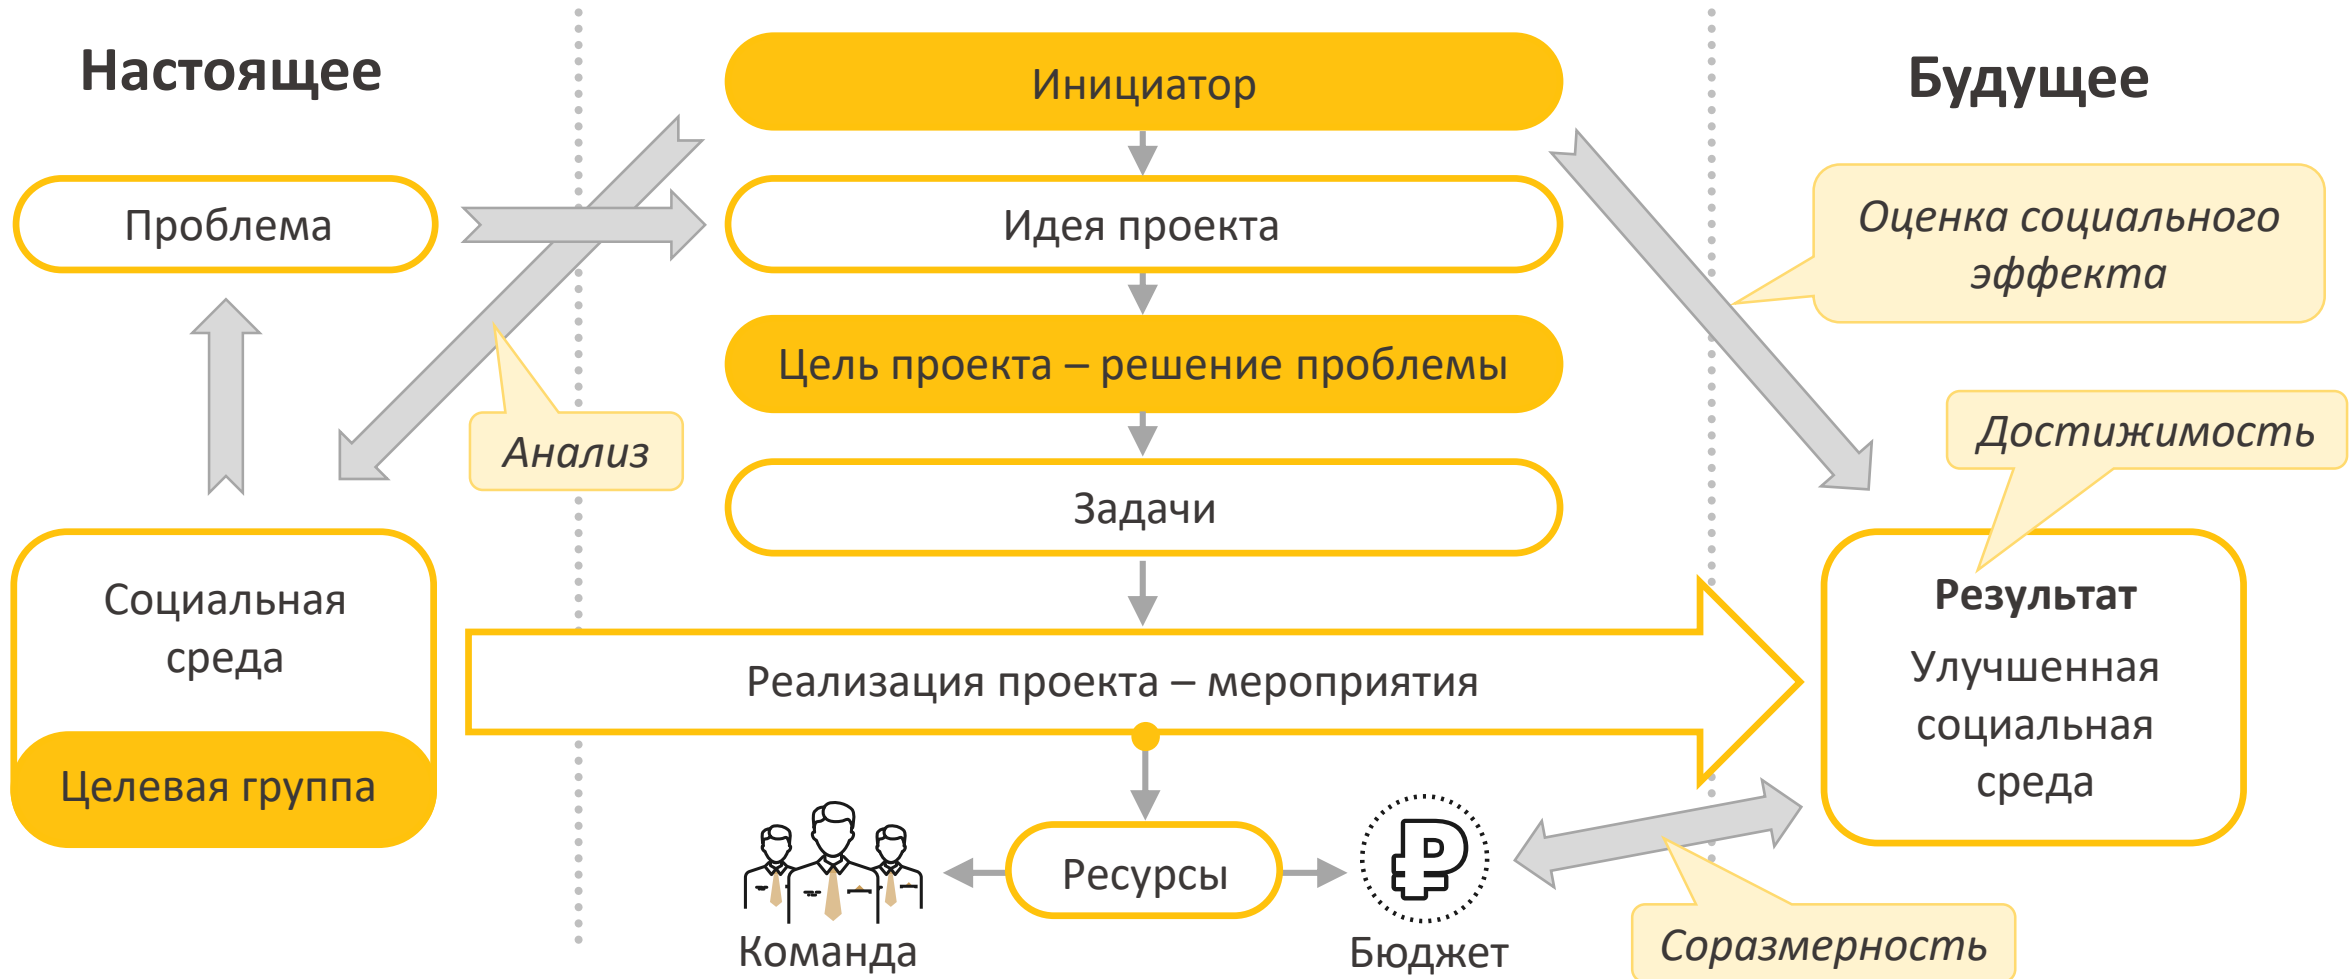 Настоящее
Проблема
Социальная
среда
Целевая группа
Анализ
Инициатор
Идея проекта
Цель проекта – решение проблемы
Задачи
Реализация проекта – мероприятия
Ресурсы
Команда
Бюджет
Будущее
Оценка социального
эффекта
Достижимость
Результат
Улучшенная
социальная
среда
Соразмерность